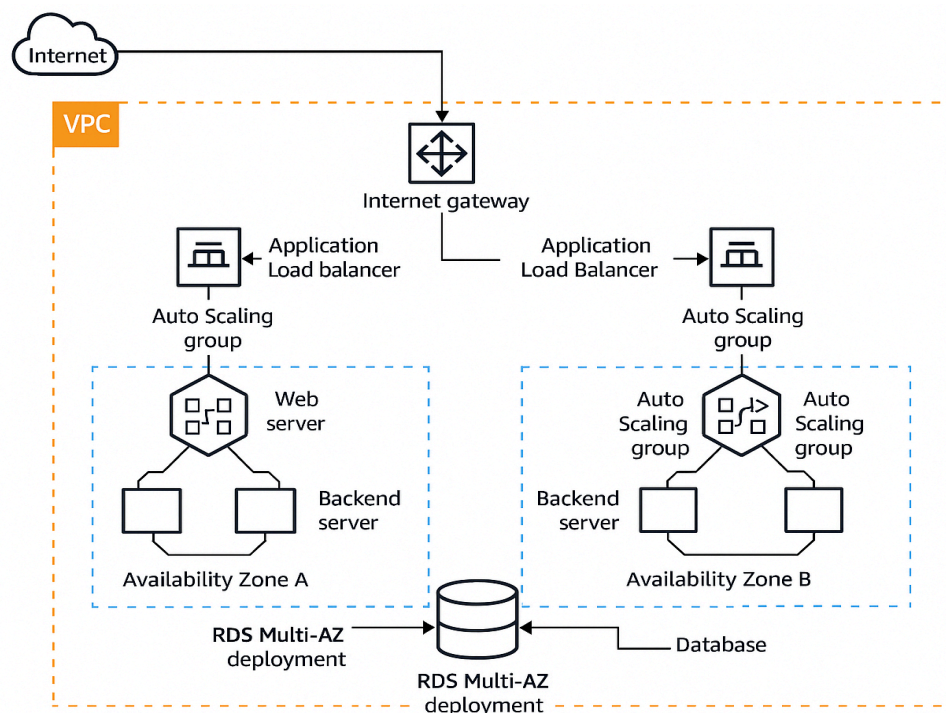 Internet
VPC
Internet gateway
Application
Load balancer
Application
Load Balancer
Auto Scaling
group
Auto Scaling
group
Web
server
Auto
Scaling
group
Auto
Scaling
group
Backend
server
Backend
server
Availability Zone A
Availability Zone B
RDS Multi-AZ
deployment
Database
RDS Multi-AZ
deployment